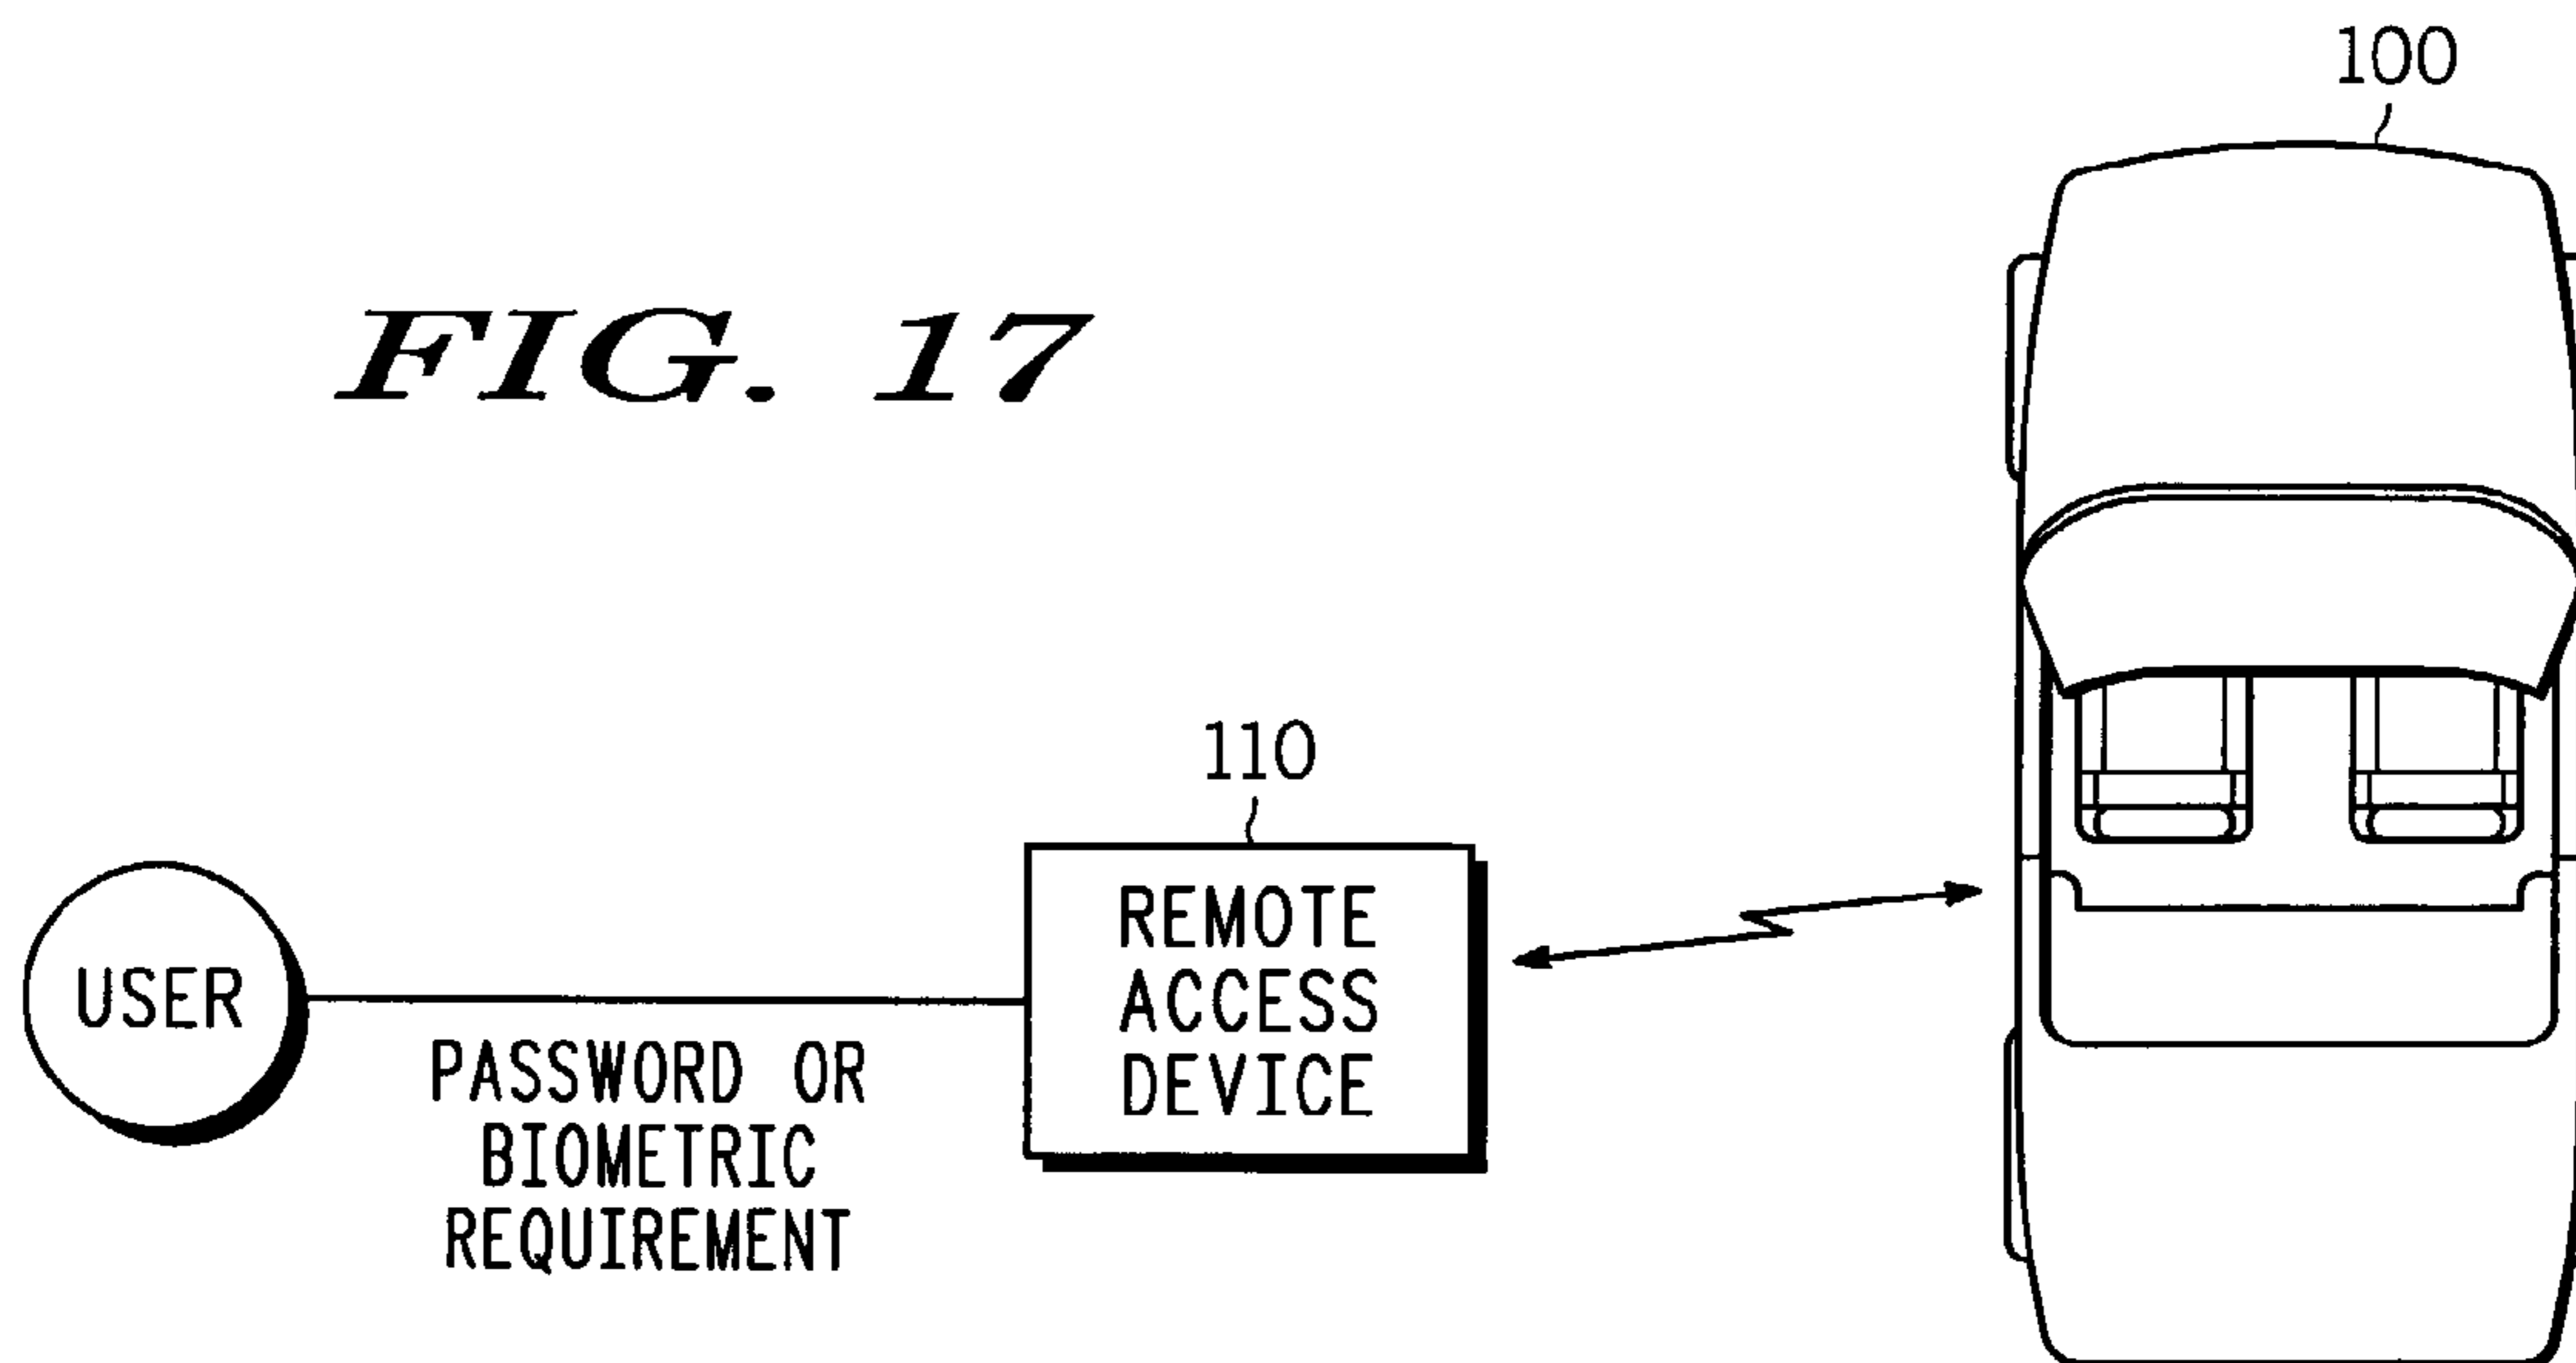 100
FIG. 17
110
REMOTE
ACCESS
DEVICE
USER
PASSWORD OR
BIOMETRIC
REQUIREMENT